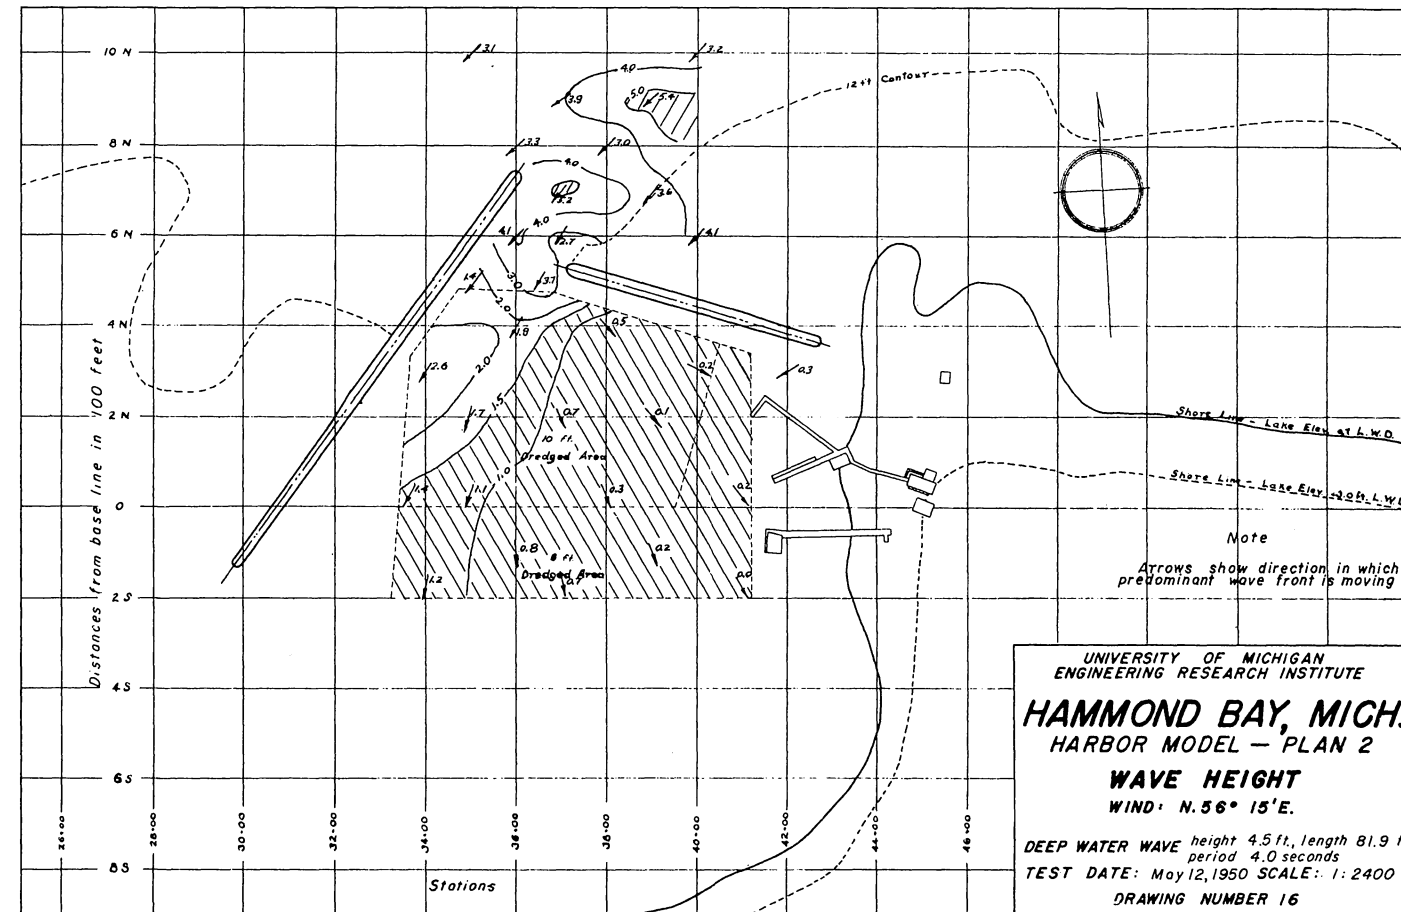 10 N
8 N
6 N
4 N
2 N
0
2 S
4 S
6 S
8 S
Distances from base line in 100 feet
3.1
3.2
4.0
12 ft Contour
3.9
5.0
5.4
3.3
3.0
4.0
5.2
3.6
4.0
4.1
2.7
4.1
1.4
3.0
3.7
2.0
1.8
0.5
2.6
2.0
0.2
0.3
1.5
1.7
0.7
0.1
10 ft.
Dredged Area
1.0
1.4
1.1
0.3
0.2
0.8
8 ft.
0.2
Dredged Area
0.1
0.0
1.2
Shore Line - Lake Elev at L.W.D.
Shore Line - Lake Elev +3.0 ft. L.W.D
Note
Arrows show direction in which
predominant wave front is moving
26+00
28+00
30+00
32+00
34+00
36+00
38+00
40+00
42+00
44+00
46+00
Stations
UNIVERSITY OF MICHIGAN
ENGINEERING RESEARCH INSTITUTE
HAMMOND BAY, MICH.
HARBOR MODEL — PLAN 2
WAVE HEIGHT
WIND: N. 56° 15' E.
DEEP WATER WAVE height 4.5 ft., length 81.9 f
period 4.0 seconds
TEST DATE: May 12, 1950 SCALE: 1:2400
DRAWING NUMBER 16